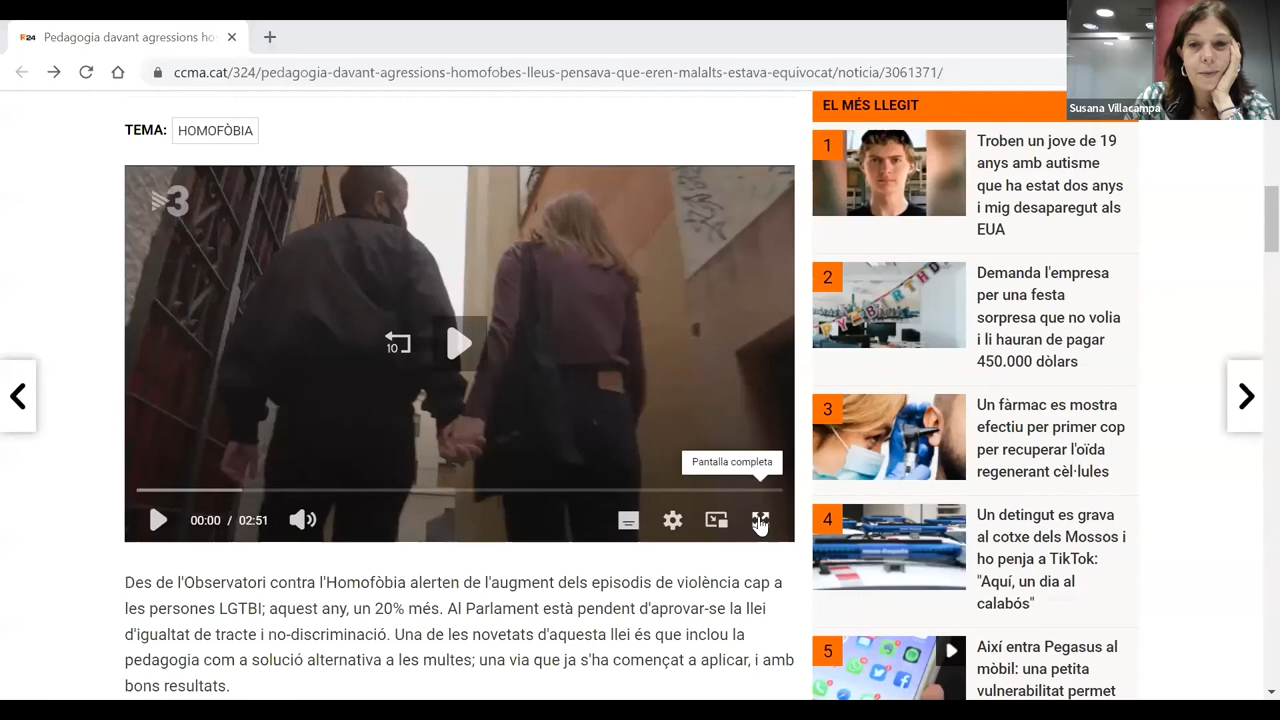 24 Pedagogia davant agressions ho
ccma.cat/324/pedagogia-davant-agressions-homofobes-lleus-pensava-que-eren-malalts-estava-equivocat/noticia/3061371/
Susana Villacampa
TEMA: HOMOFÒBIA
3
10
Pantalla completa
00:00 / 02:51
Des de l'Observatori contra l'Homofòbia alerten de l'augment dels episodis de violència cap a
les persones LGTBI; aquest any, un 20% més. Al Parlament està pendent d'aprovar-se la llei
d'igualtat de tracte i no-discriminació. Una de les novetats d'aquesta llei és que inclou la
pedagogia com a solució alternativa a les multes; una via que ja s'ha començat a aplicar, i amb
bons resultats.
EL MÉS LLEGIT
1
Troben un jove de 19
anys amb autisme
que ha estat dos anys
i mig desaparegut als
EUA
2
Demanda l'empresa
per una festa
sorpresa que no volia
i li hauran de pagar
450.000 dòlars
3
Un fàrmac es mostra
efectiu per primer cop
per recuperar l'oïda
regenerant cèl·lules
4
Un detingut es grava
al cotxe dels Mossos i
ho penja a TikTok:
"Aquí, un dia al
calabós"
5
Així entra Pegasus al
mòbil: una petita
vulnerabilitat permet